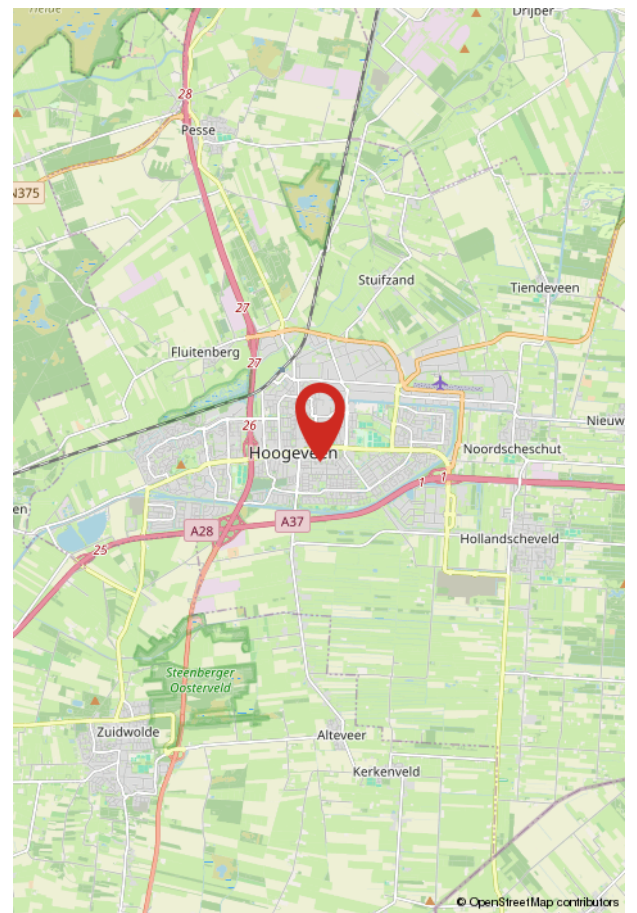 Drijber
28
Pesse
N375
Stuifzand
Tiendeveen
27
Fluitenberg
27
Nieuw
26
Hoogeveen
Noordscheschut
1
1
en
A28
A37
25
Hollandscheveld
Steenberger
Oosterveld
Zuidwolde
Alteveer
Kerkenveld
© OpenStreetMap contributors